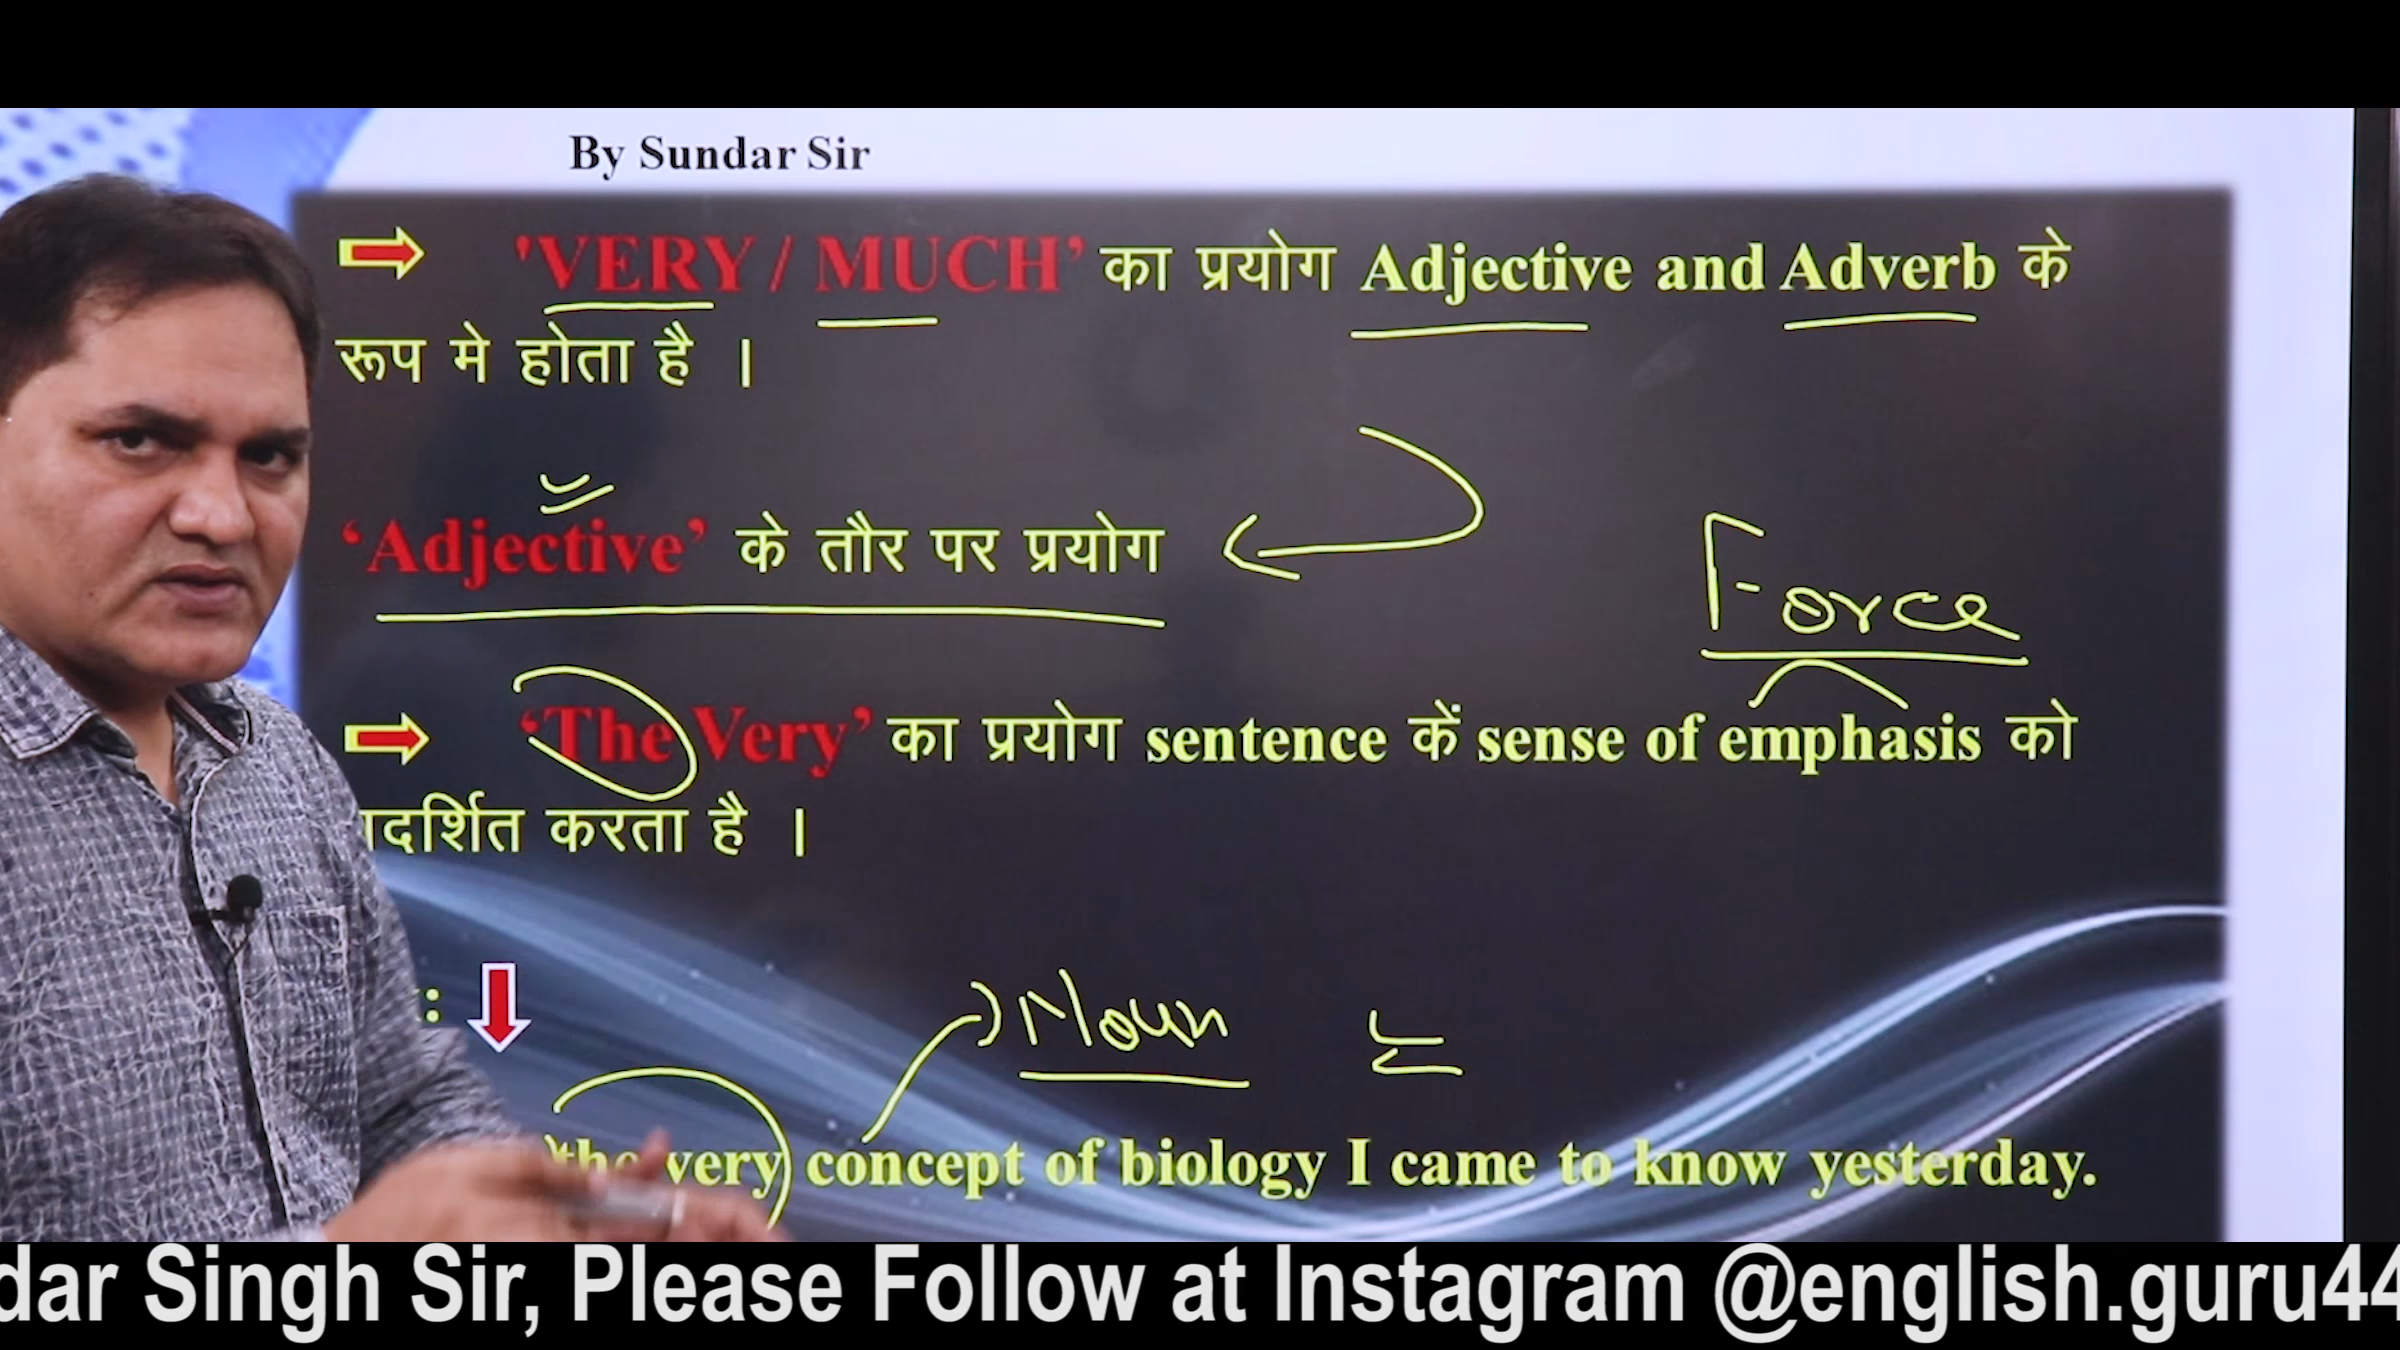 By Sundar Sir
'VERY / MUCH’ का प्रयोग Adjective and Adverb के
रूप मे होता है ।
‘Adjective’ के तौर पर प्रयोग
Force
‘The Very’ का प्रयोग sentence कें sense of emphasis को
दर्शित करता है ।
:
Noun
the very concept of biology I came to know yesterday.
dar Singh Sir, Please Follow at Instagram @english.guru44